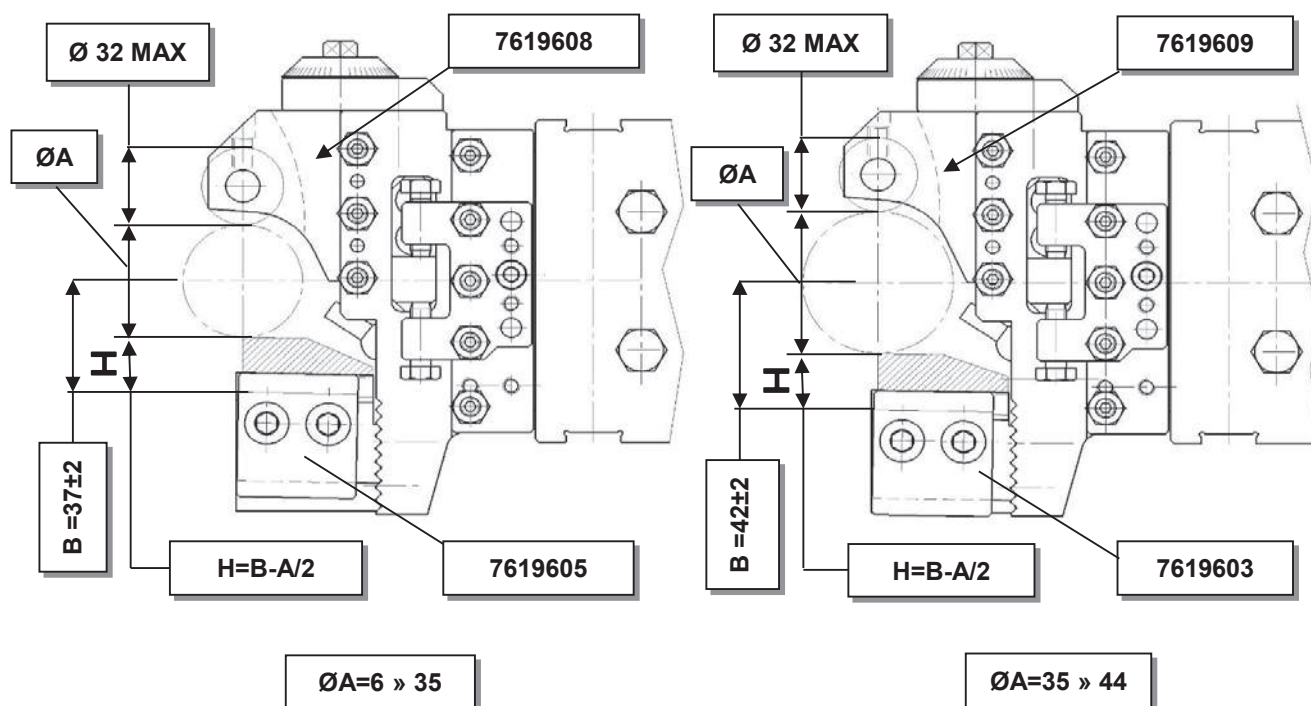 Ø 32 MAX
7619608
ØA
H
B =37±2
H=B-A/2
7619605
ØA=6 » 35
Ø 32 MAX
7619609
ØA
H
B =42±2
H=B-A/2
7619603
ØA=35 » 44